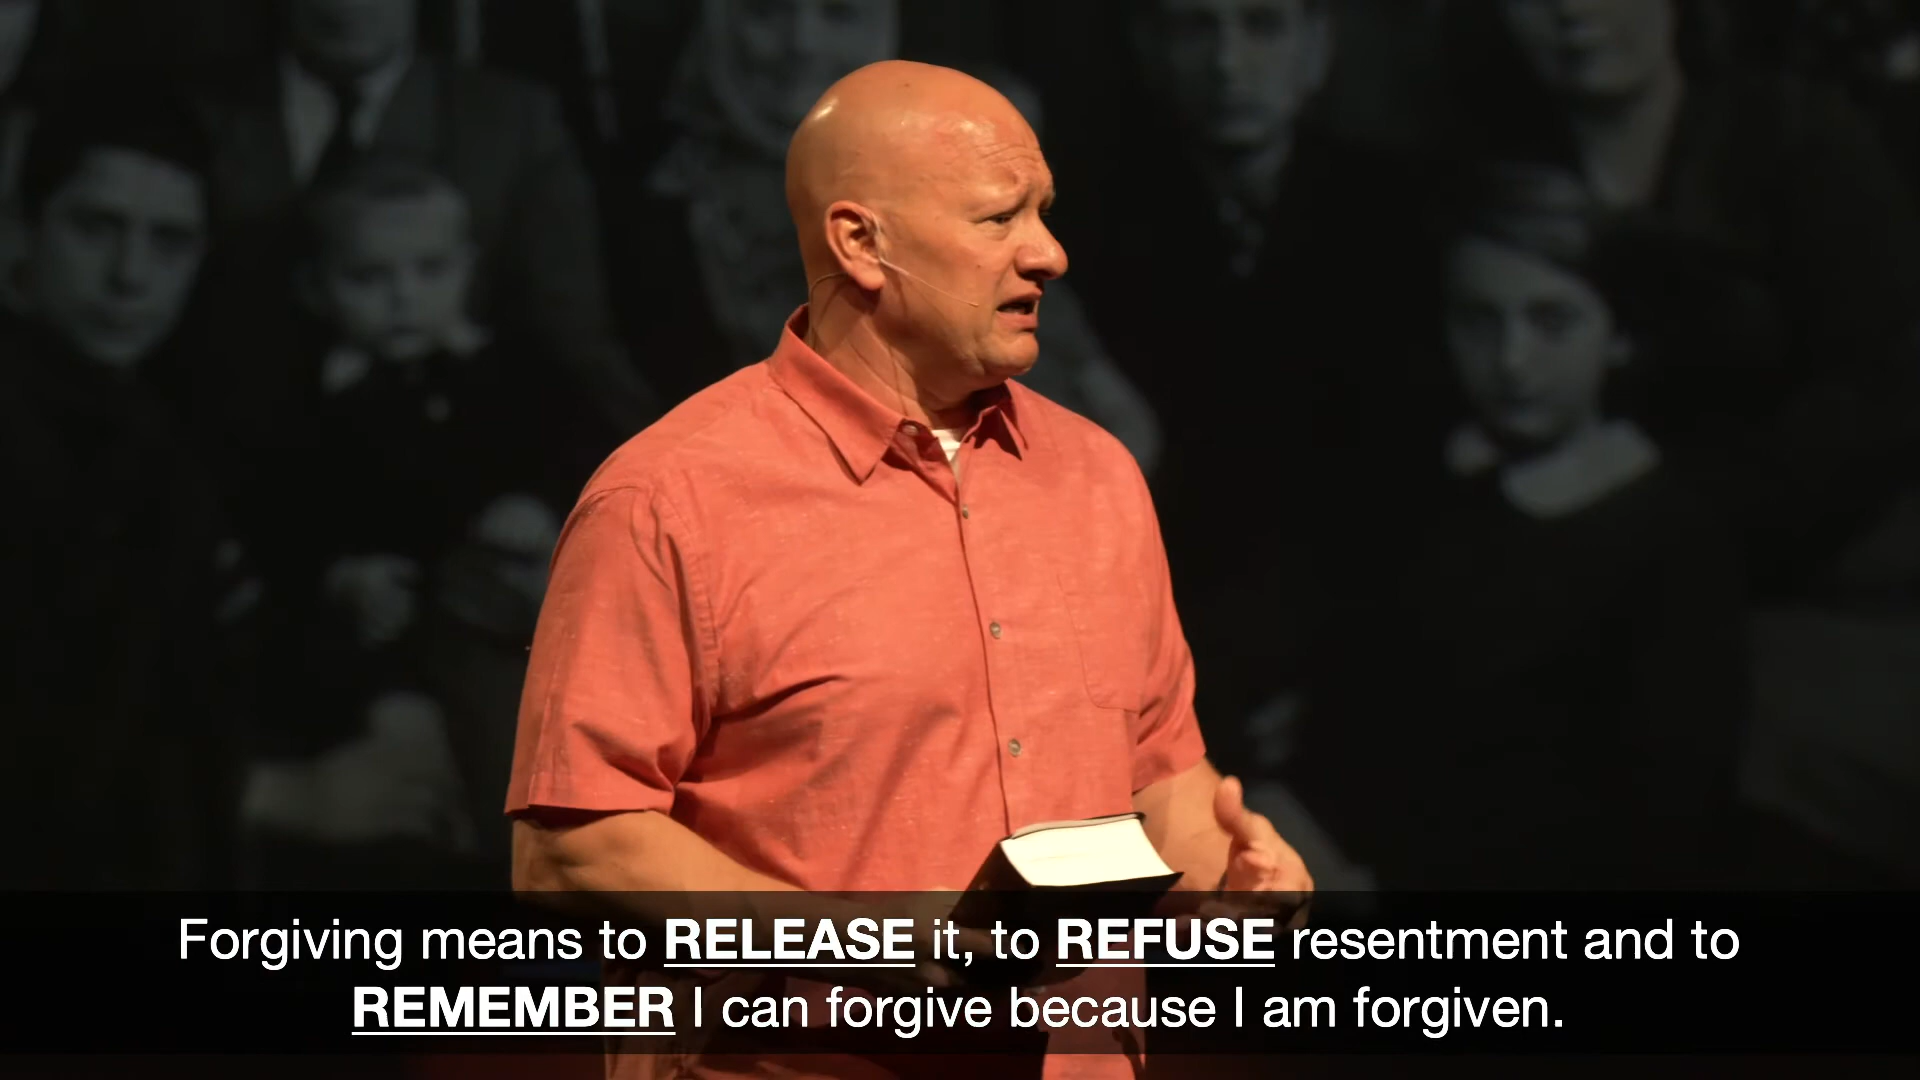 Forgiving means to RELEASE it, to REFUSE resentment and to
REMEMBER I can forgive because I am forgiven.